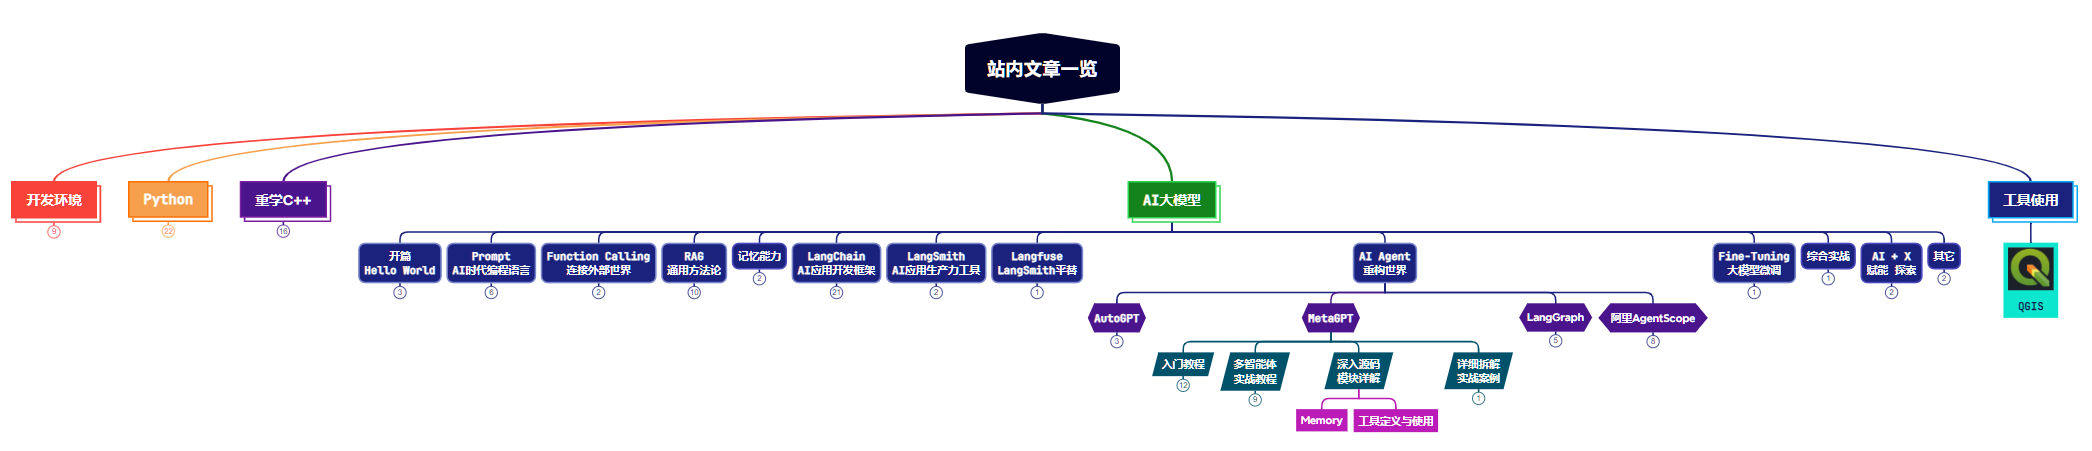 站内文章一览
开发环境
9
Python
22
重学C++
16
AI大模型
工具使用
开篇
Hello World
3
Prompt
AI时代编程语言
6
Function Calling
连接外部世界
2
RAG
通用方法论
10
记忆能力
2
LangChain
AI应用开发框架
21
LangSmith
AI应用生产力工具
2
Langfuse
LangSmith平替
1
AI Agent
重构世界
Fine-Tuning
大模型微调
1
综合实战
1
AI + X
赋能 探索
2
其它
2
QGIS
AutoGPT
3
MetaGPT
LangGraph
5
阿里AgentScope
8
入门教程
12
多智能体
实战教程
9
深入源码
模块详解
详细拆解
实战案例
1
Memory
工具定义与使用